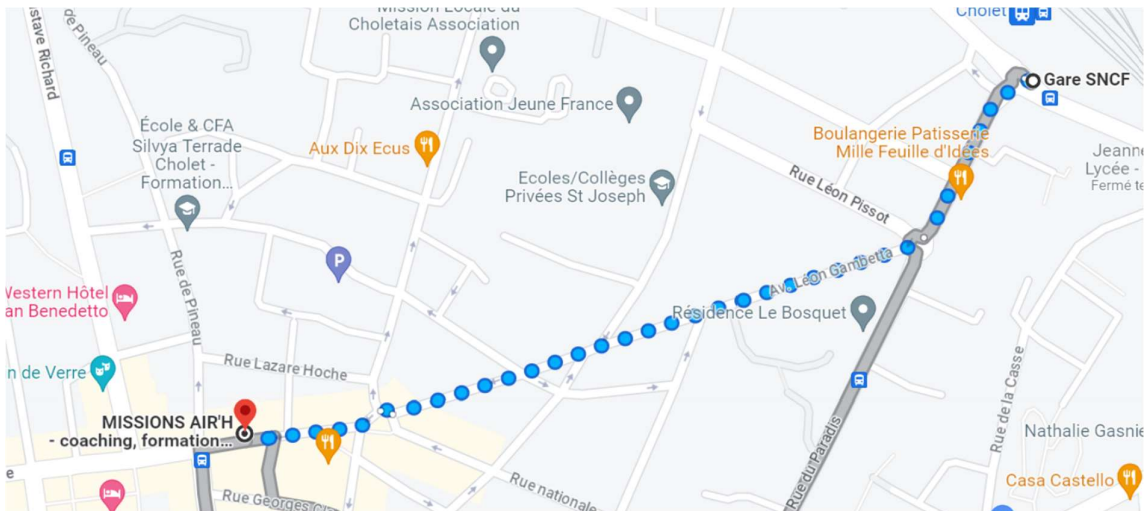 Mission Locale du
Choletais Association
Cholet
Gare SNCF
stave Richard
de Pineau
Association Jeune France
École & CFA
Silvya Terrade
Cholet -
Formation...
Aux Dix Ecus
Boulangerie Patisserie
Mille Feuille d'Idées
Jeanne
Lycée -
Fermé te
Ecoles/Collèges
Privées St Joseph
Rue Léon Pissot
P
Rue de Pineau
Av. Léon Gambetta
Western Hôtel
an Benedetto
Résidence Le Bosquet
n de Verre
Rue Lazare Hoche
Rue de la Casse
MISSIONS AIR'H
- coaching, formation...
Rue du Paradis
Nathalie Gasnie
e
Rue nationale
Rue Georges
Casa Castello